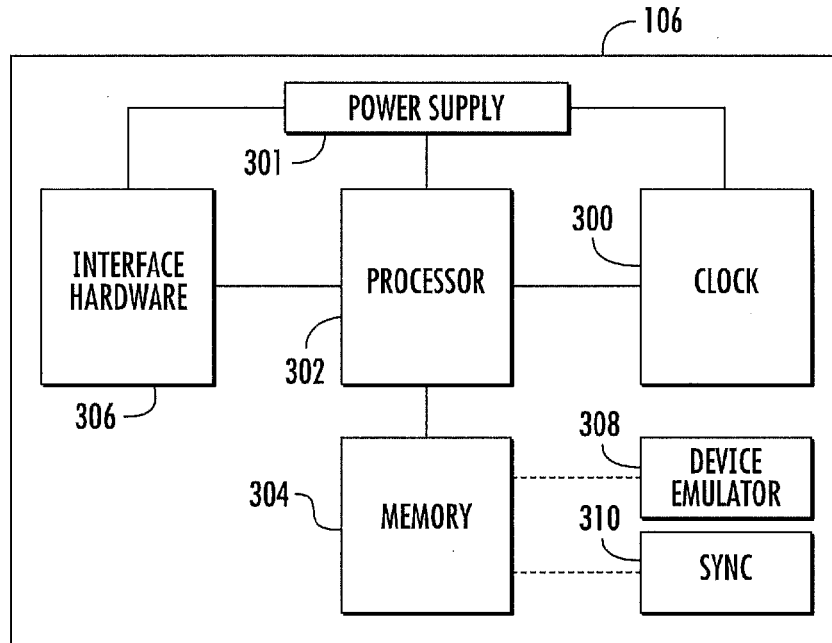 106
POWER SUPPLY
301
INTERFACE
HARDWARE
306
PROCESSOR
302
300
CLOCK
304
MEMORY
308
DEVICE
EMULATOR
310
SYNC